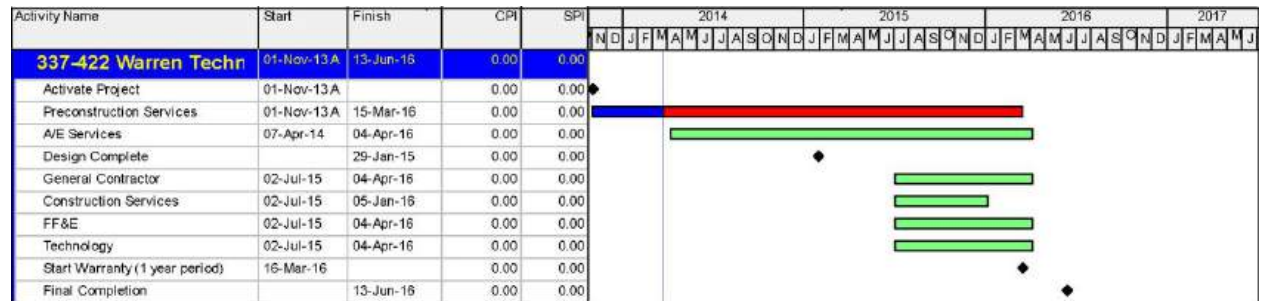 Activity Name Start Finish CPI SPI 2014 2015 2016 2017
N D J F M A M J J A S O N D J F M A M J J A S O N D J F M A M J J A S O N D J F M A M J
337-422 Warren Techn 01-Nov-13 A 13-Jun-16 0.00 0.00
Activate Project 01-Nov-13 A 0.00 0.00
Preconstruction Services 01-Nov-13 A 15-Mar-16 0.00 0.00
A/E Services 07-Apr-14 04-Apr-16 0.00 0.00
Design Complete 29-Jan-15 0.00 0.00
General Contractor 02-Jul-15 04-Apr-16 0.00 0.00
Construction Services 02-Jul-15 05-Jan-16 0.00 0.00
FF&E 02-Jul-15 04-Apr-16 0.00 0.00
Technology 02-Jul-15 04-Apr-16 0.00 0.00
Start Warranty (1 year period) 16-Mar-16 0.00 0.00
Final Completion 13-Jun-16 0.00 0.00